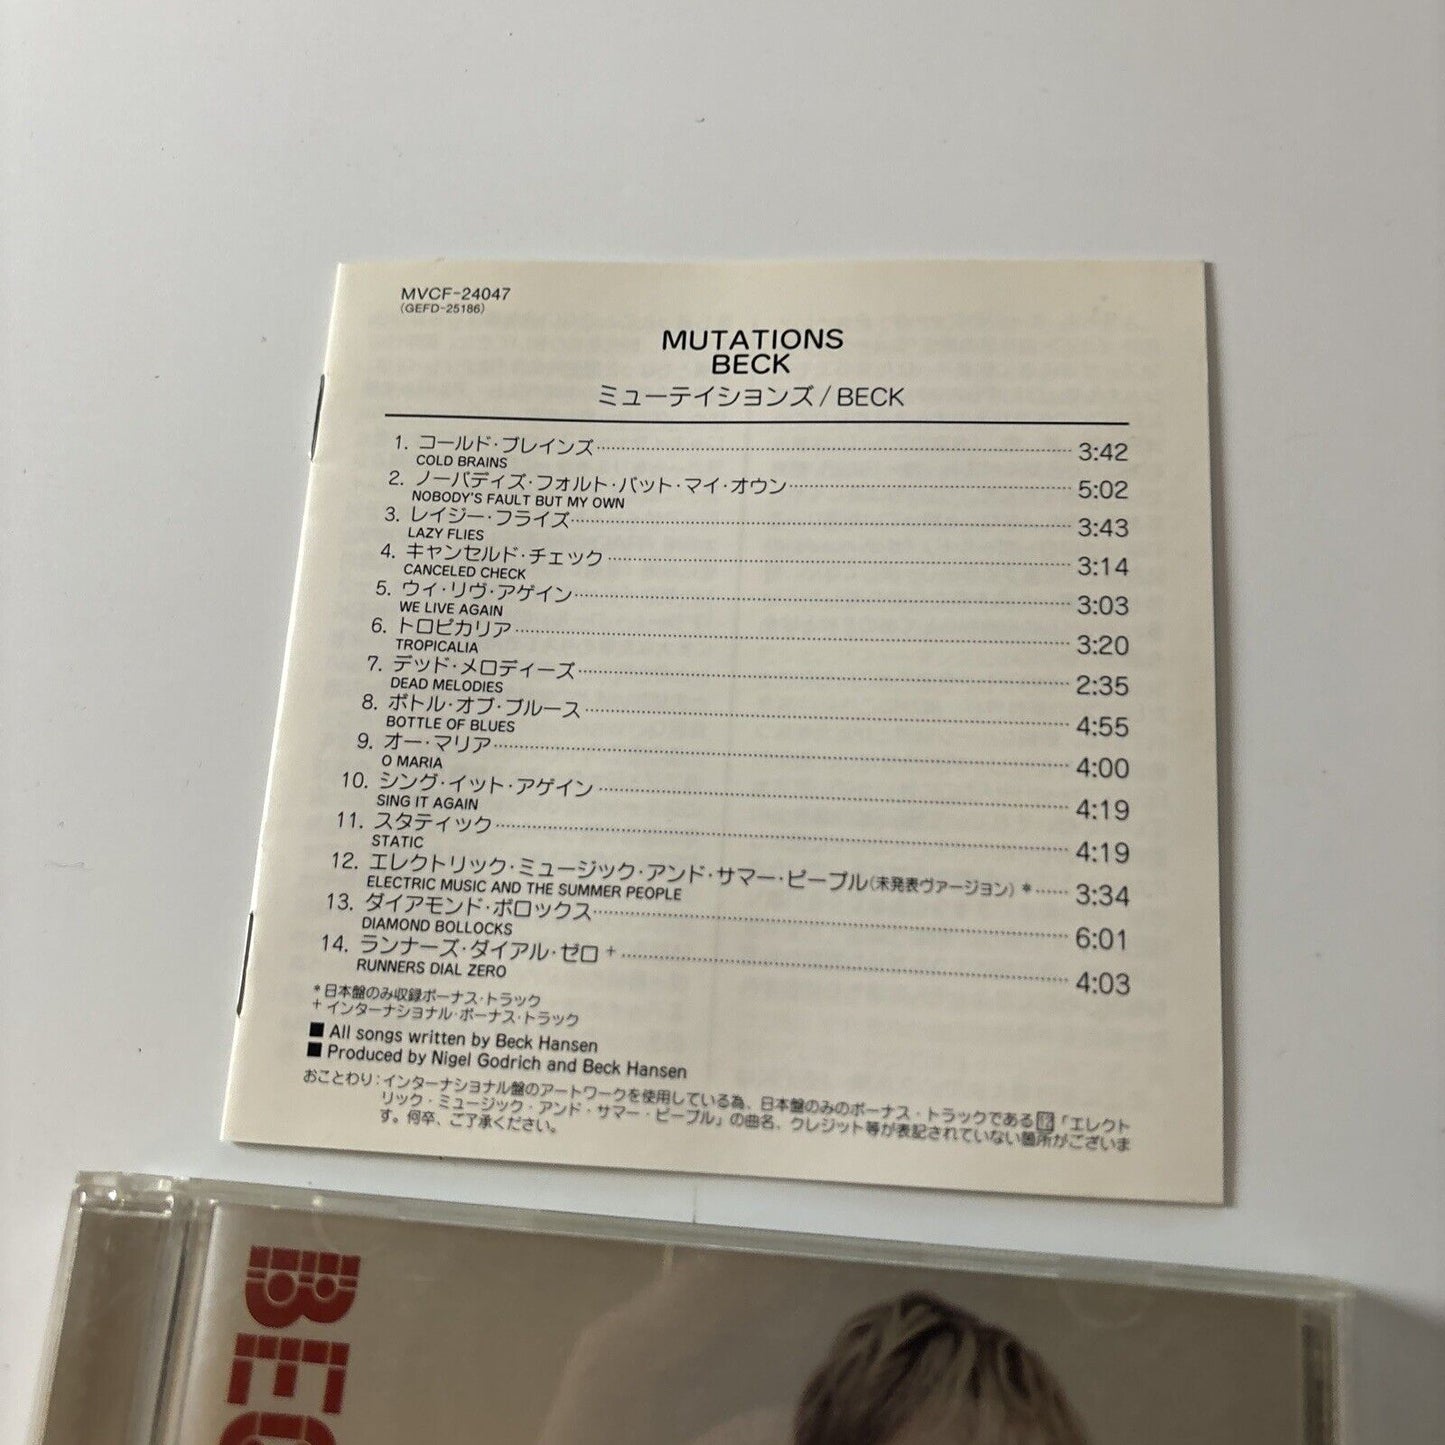 MVCF-24047
(GEFD-25186)
MUTATIONS
BECK
ミューテイションズ/BECK
1. コールド・ブレインズ 3:42
COLD BRAINS
2. ノーバディズ・フォルト・バット・マイ・オウン 5:02
NOBODY'S FAULT BUT MY OWN
3. レイジー・フライズ 3:43
LAZY FLIES
4. キャンセルド・チェック 3:14
CANCELED CHECK
5. ウィ・リヴ・アゲイン 3:03
WE LIVE AGAIN
6. トロピカリア 3:20
TROPICALIA
7. デッド・メロディーズ 2:35
DEAD MELODIES
8. ボトル・オブ・ブルース 4:55
BOTTLE OF BLUES
9. オー・マリア 4:00
O MARIA
10. シング・イット・アゲイン 4:19
SING IT AGAIN
11. スタティック 4:19
STATIC
12. エレクトリック・ミュージック・アンド・サマー・ピープル(未発表ヴァージョン)* 3:34
ELECTRIC MUSIC AND THE SUMMER PEOPLE
13. ダイアモンド・ボロックス 6:01
DIAMOND BOLLOCKS
14. ランナーズ・ダイアル・ゼロ+ 4:03
RUNNERS DIAL ZERO
*日本盤のみ収録ボーナス・トラック
+インターナショナル・ボーナス・トラック
■ All songs written by Beck Hansen
■ Produced by Nigel Godrich and Beck Hansen
おことわり:インターナショナル盤のアートワークを使用している為、日本盤のみのボーナス・トラックである12「エレクト
リック・ミュージック・アンド・サマー・ピープル」の曲名、クレジット等が表記されていない箇所がございま
す。何卒、ご了承ください。
BEC